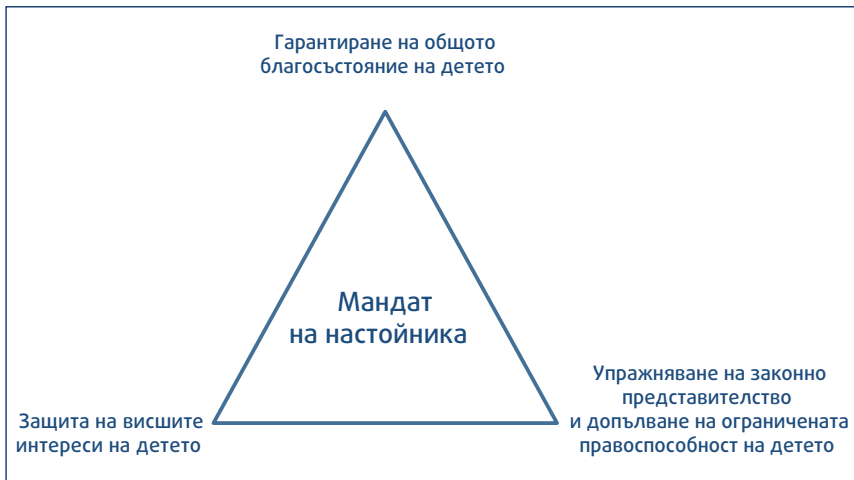 Гарантиране на общото
благосъстояние на детето
Мандат
на настойника
Защита на висшите
интереси на детето
Упражняване на законно
представителство
и допълване на ограничената
правоспособност на детето